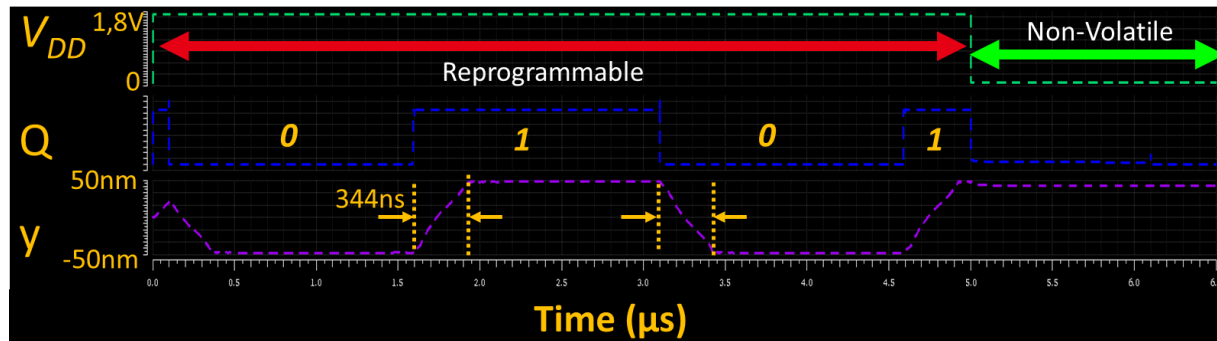 1,8V
V_DD
0
Reprogrammable
Non-Volatile
Q
0 1 0 1
50nm
344ns
y
-50nm
0.0 0.5 1.0 1.5 2.0 2.5 3.0 3.5 4.0 4.5 5.0 5.5 6.0
Time (µs)